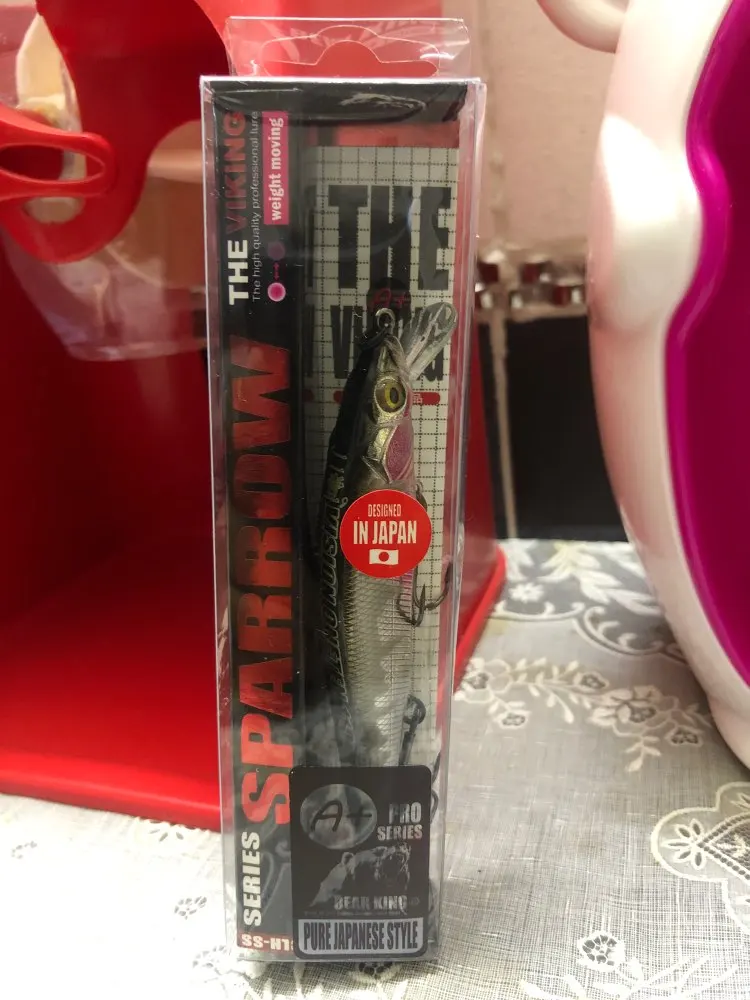 THE VIKING
The high quality professional lure
weight moving
SERIES SPARROW
THE
A+
DESIGNED
IN JAPAN
A+
PRO
SERIES
BEAR KING
PURE JAPANESE STYLE